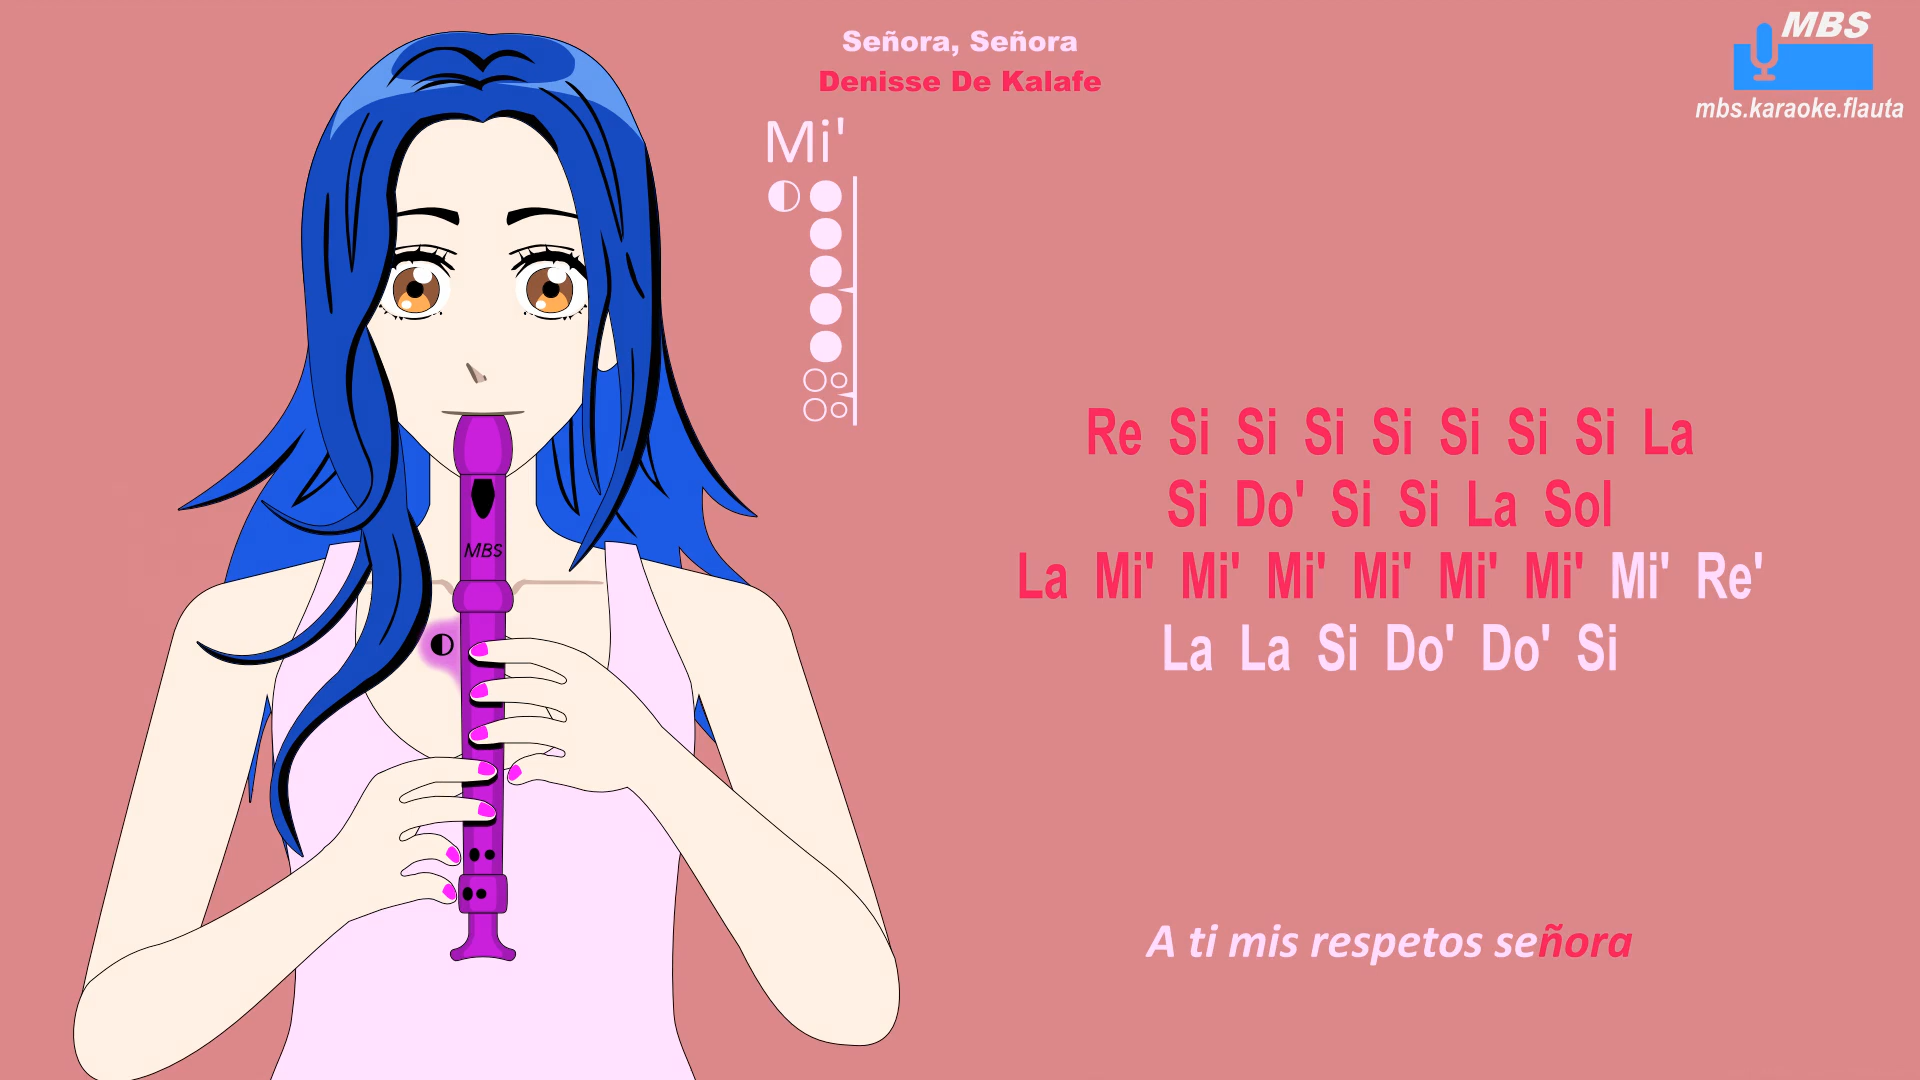 Señora, Señora
Denisse De Kalafe
MBS
mbs.karaoke.flauta
Mi'
MBS
Re Si Si Si Si Si Si Si La
Si Do' Si Si La Sol
La Mi' Mi' Mi' Mi' Mi' Mi' Mi' Re'
La La Si Do' Do' Si
A ti mis respetos señora